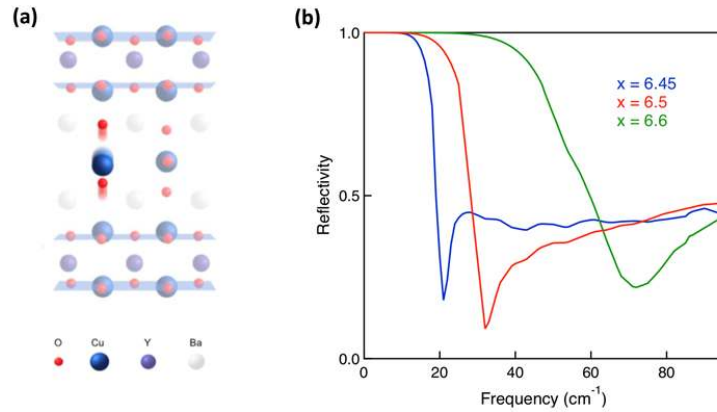 (a)
O Cu Y Ba
(b)
1.0
0.5
0.0
Reflectivity
x = 6.45
x = 6.5
x = 6.6
0 20 40 60 80
Frequency (cm⁻¹)